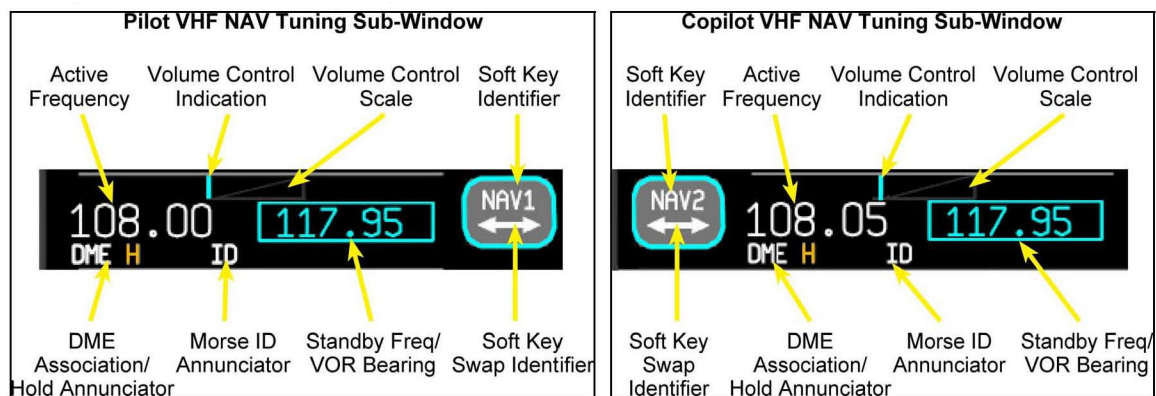 Pilot VHF NAV Tuning Sub-Window
Active
Frequency
Volume Control
Indication
Volume Control
Scale
Soft Key
Identifier
108.00
117.95
NAV1
DME H
ID
DME
Association/
Hold Annunciator
Morse ID
Annunciator
Standby Freq/
VOR Bearing
Soft Key
Swap Identifier
Copilot VHF NAV Tuning Sub-Window
Soft Key
Identifier
Active
Frequency
Volume Control
Indication
Volume Control
Scale
NAV2
108.05
117.95
DME H
ID
Soft Key
Swap
Identifier
DME
Association/
Hold Annunciator
Morse ID
Annunciator
Standby Freq/
VOR Bearing